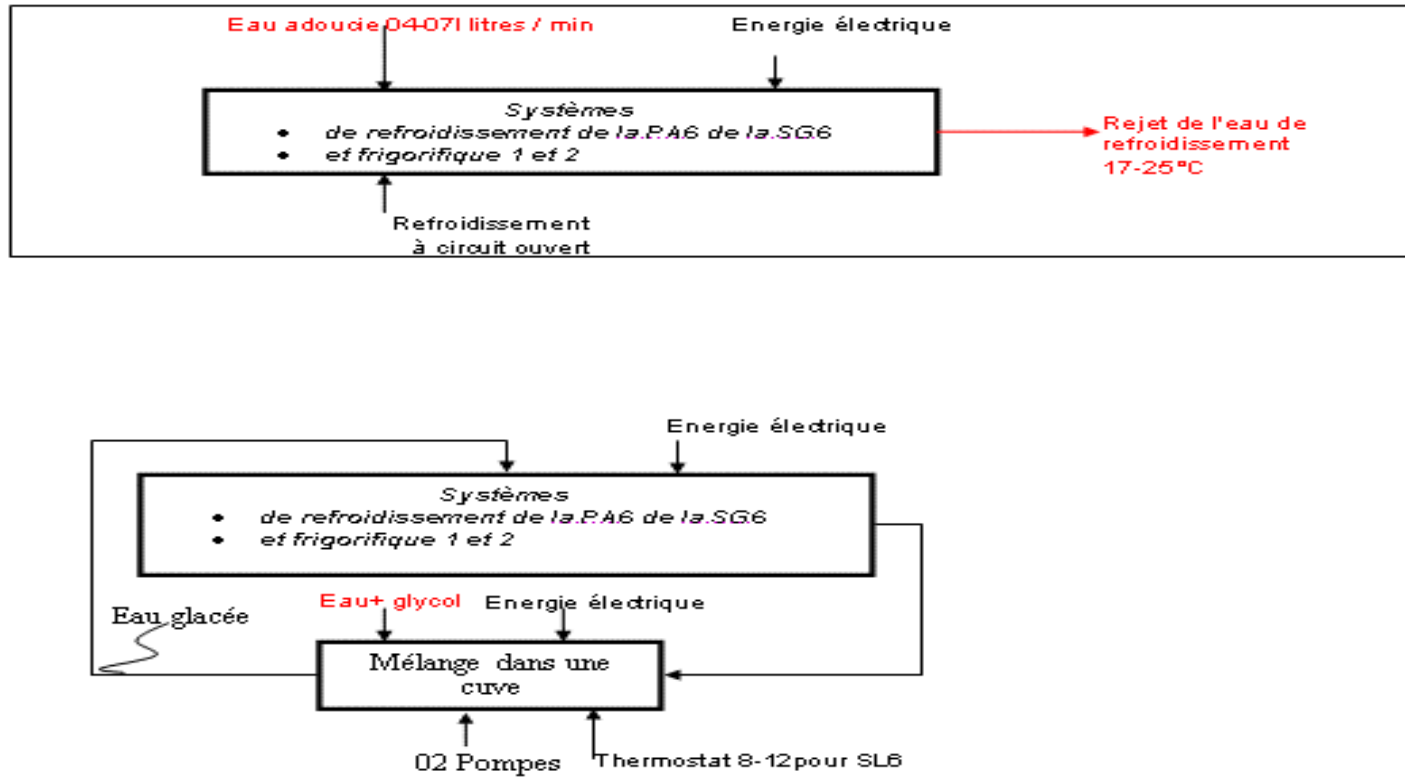 Eau adoucie 04-07l litres / min
Energie électrique
Systèmes
• de refroidissement de la PA6 de la SG6
• et frigorifique 1 et 2
Rejet de l'eau de
refroidissement
17-25°C
Refroidissement
à circuit ouvert
Energie électrique
Systèmes
• de refroidissement de la PA6 de la SG6
• et frigorifique 1 et 2
Eau glacée
Eau+ glycol
Energie électrique
Mélange dans une
cuve
02 Pompes
Thermostat 8-12pour SL6